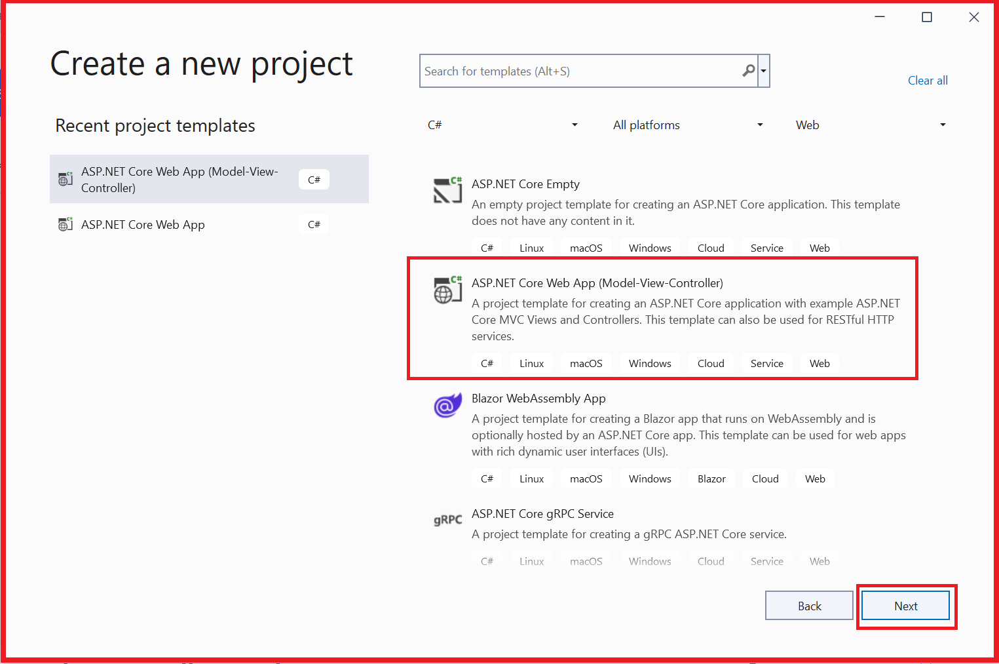 Create a new project
Search for templates (Alt+S)
Clear all
Recent project templates
C#
All platforms
Web
ASP.NET Core Web App (Model-View-
Controller)
C#
ASP.NET Core Web App
C#
C#
ASP.NET Core Empty
An empty project template for creating an ASP.NET Core application. This template
does not have any content in it.
C# Linux macOS Windows Cloud Service Web
C#
ASP.NET Core Web App (Model-View-Controller)
A project template for creating an ASP.NET Core application with example ASP.NET
Core MVC Views and Controllers. This template can also be used for RESTful HTTP
services.
C# Linux macOS Windows Cloud Service Web
Blazor WebAssembly App
A project template for creating a Blazor app that runs on WebAssembly and is
optionally hosted by an ASP.NET Core app. This template can be used for web apps
with rich dynamic user interfaces (UIs).
C# Linux macOS Windows Blazor Cloud Web
gRPC
ASP.NET Core gRPC Service
A project template for creating a gRPC ASP.NET Core service.
C# Linux macOS Windows Cloud Service Web
Back
Next